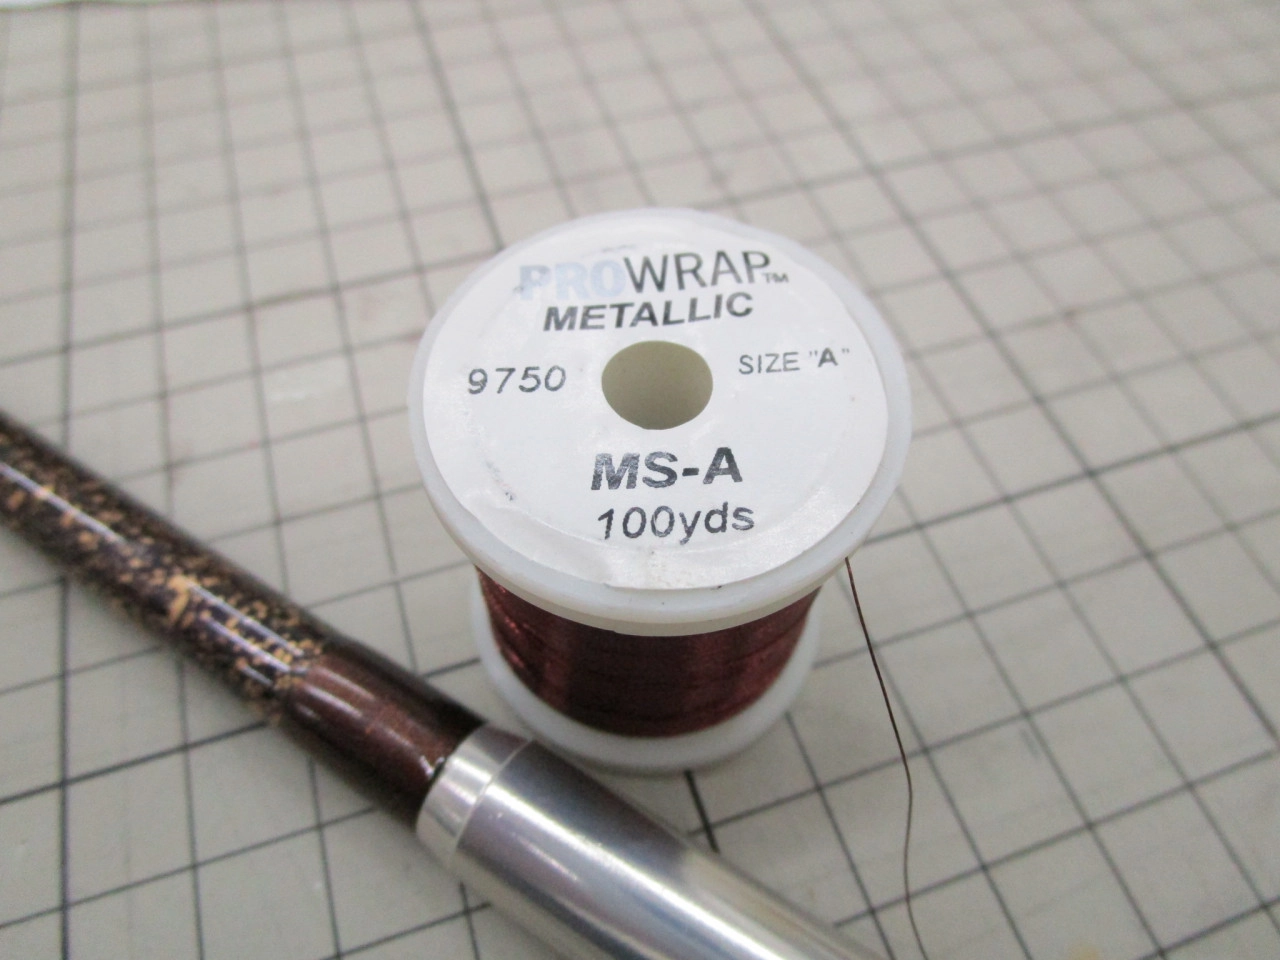 PROWRAP™
METALLIC
9750 SIZE "A"
MS-A
100yds